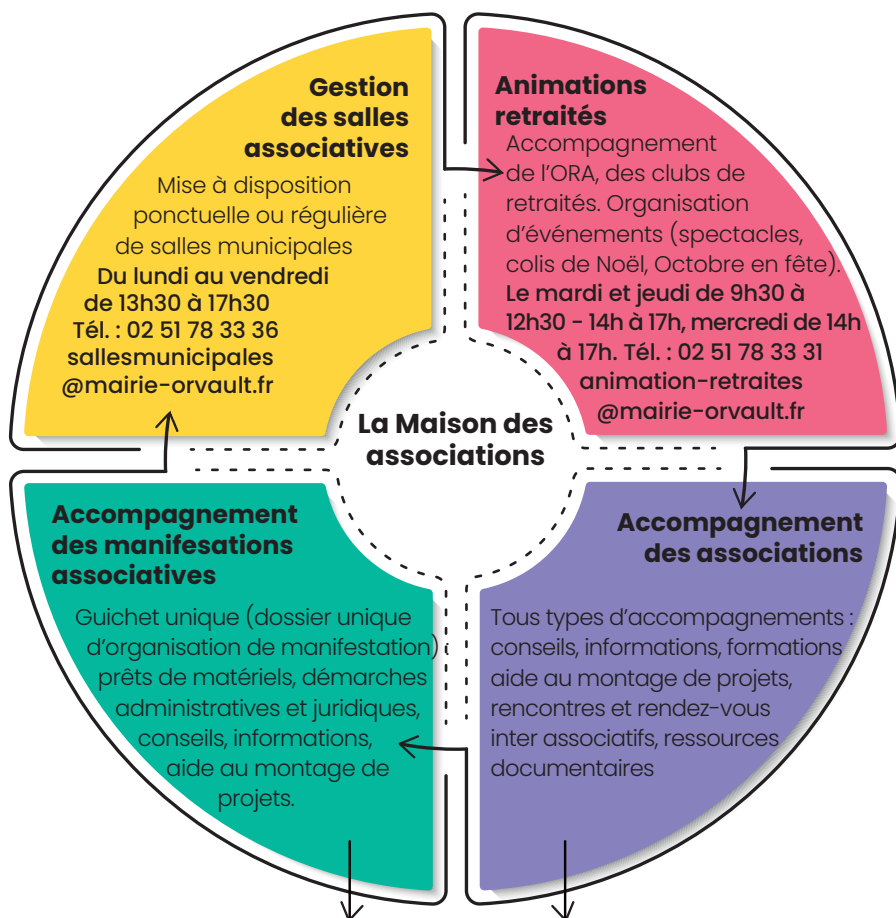 Gestion
des salles
associatives
Mise à disposition
ponctuelle ou régulière
de salles municipales
Du lundi au vendredi
de 13h30 à 17h30
Tél. : 02 51 78 33 36
sallesmunicipales
@mairie-orvault.fr
Animations
retraités
Accompagnement
de l'ORA, des clubs de
retraités. Organisation
d'événements (spectacles,
colis de Noël, Octobre en fête).
Le mardi et jeudi de 9h30 à
12h30 - 14h à 17h, mercredi de 14h
à 17h. Tél. : 02 51 78 33 31
animation-retraites
@mairie-orvault.fr
La Maison des
associations
Accompagnement
des manifesations
associatives
Guichet unique (dossier unique
d'organisation de manifestation) :
prêts de matériels, démarches
administratives et juridiques,
conseils, informations,
aide au montage de
projets.
Accompagnement
des associations
Tous types d'accompagnements :
conseils, informations, formations
aide au montage de projets,
rencontres et rendez-vous
inter associatifs, ressources
documentaires